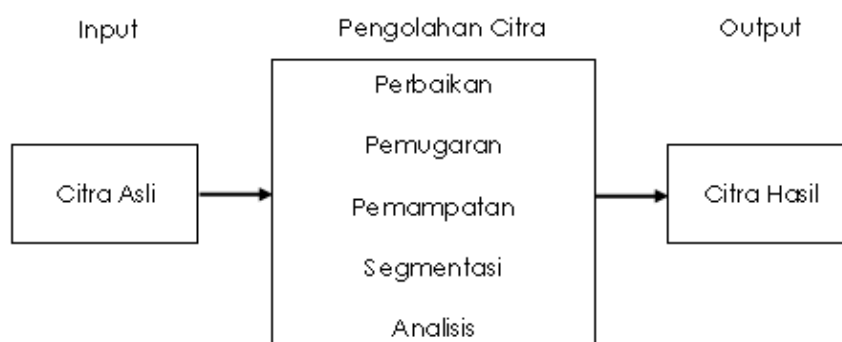 Input
Pengolahan Citra
Output
Citra Asli
Perbaikan
Pemugaran
Pemampatan
Segmentasi
Analisis
Citra Hasil